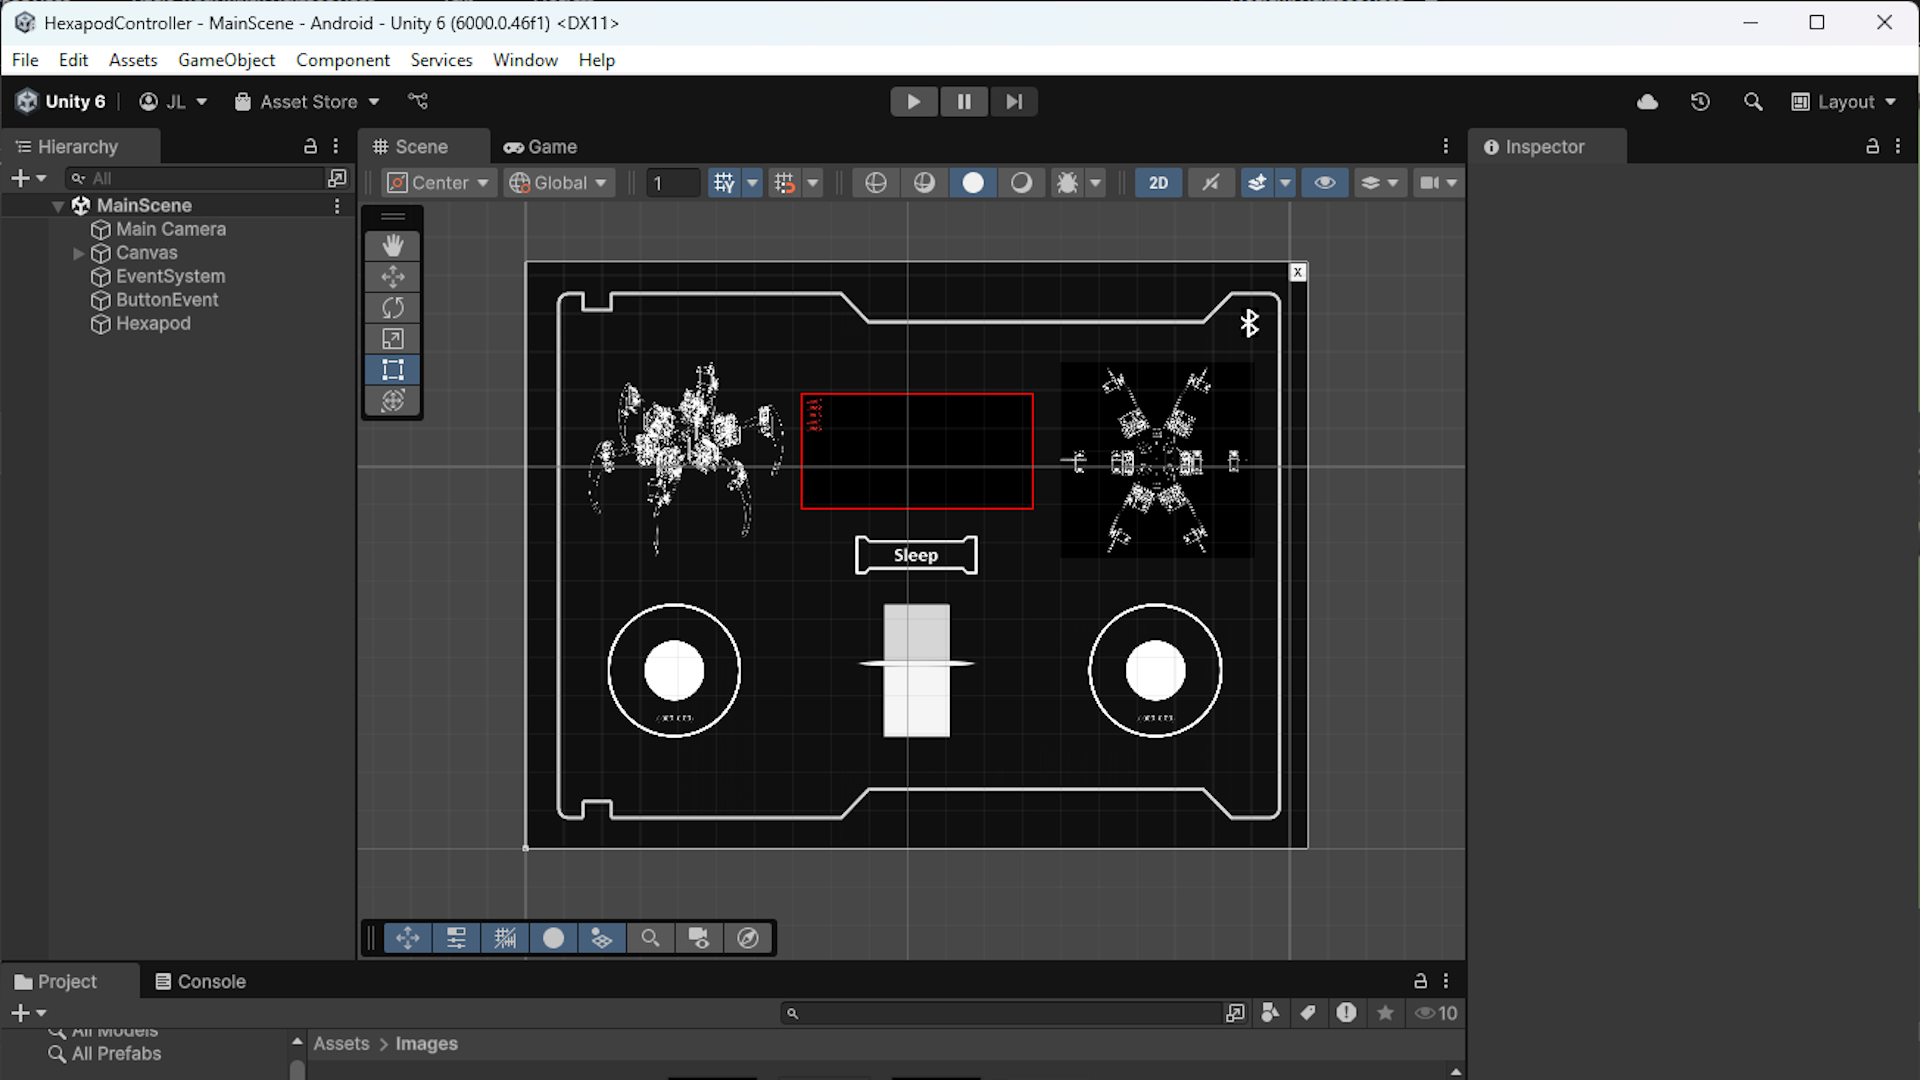 HexapodController - MainScene - Android - Unity 6 (6000.0.46f1) <DX11>
File Edit Assets GameObject Component Services Window Help
Unity 6 JL Asset Store Layout
Hierarchy Scene Game Inspector
All Center Global 1 2D
MainScene
Main Camera
Canvas
EventSystem
ButtonEvent
Hexapod
X
Sleep
Project Console
10
All Models
All Prefabs
Assets > Images